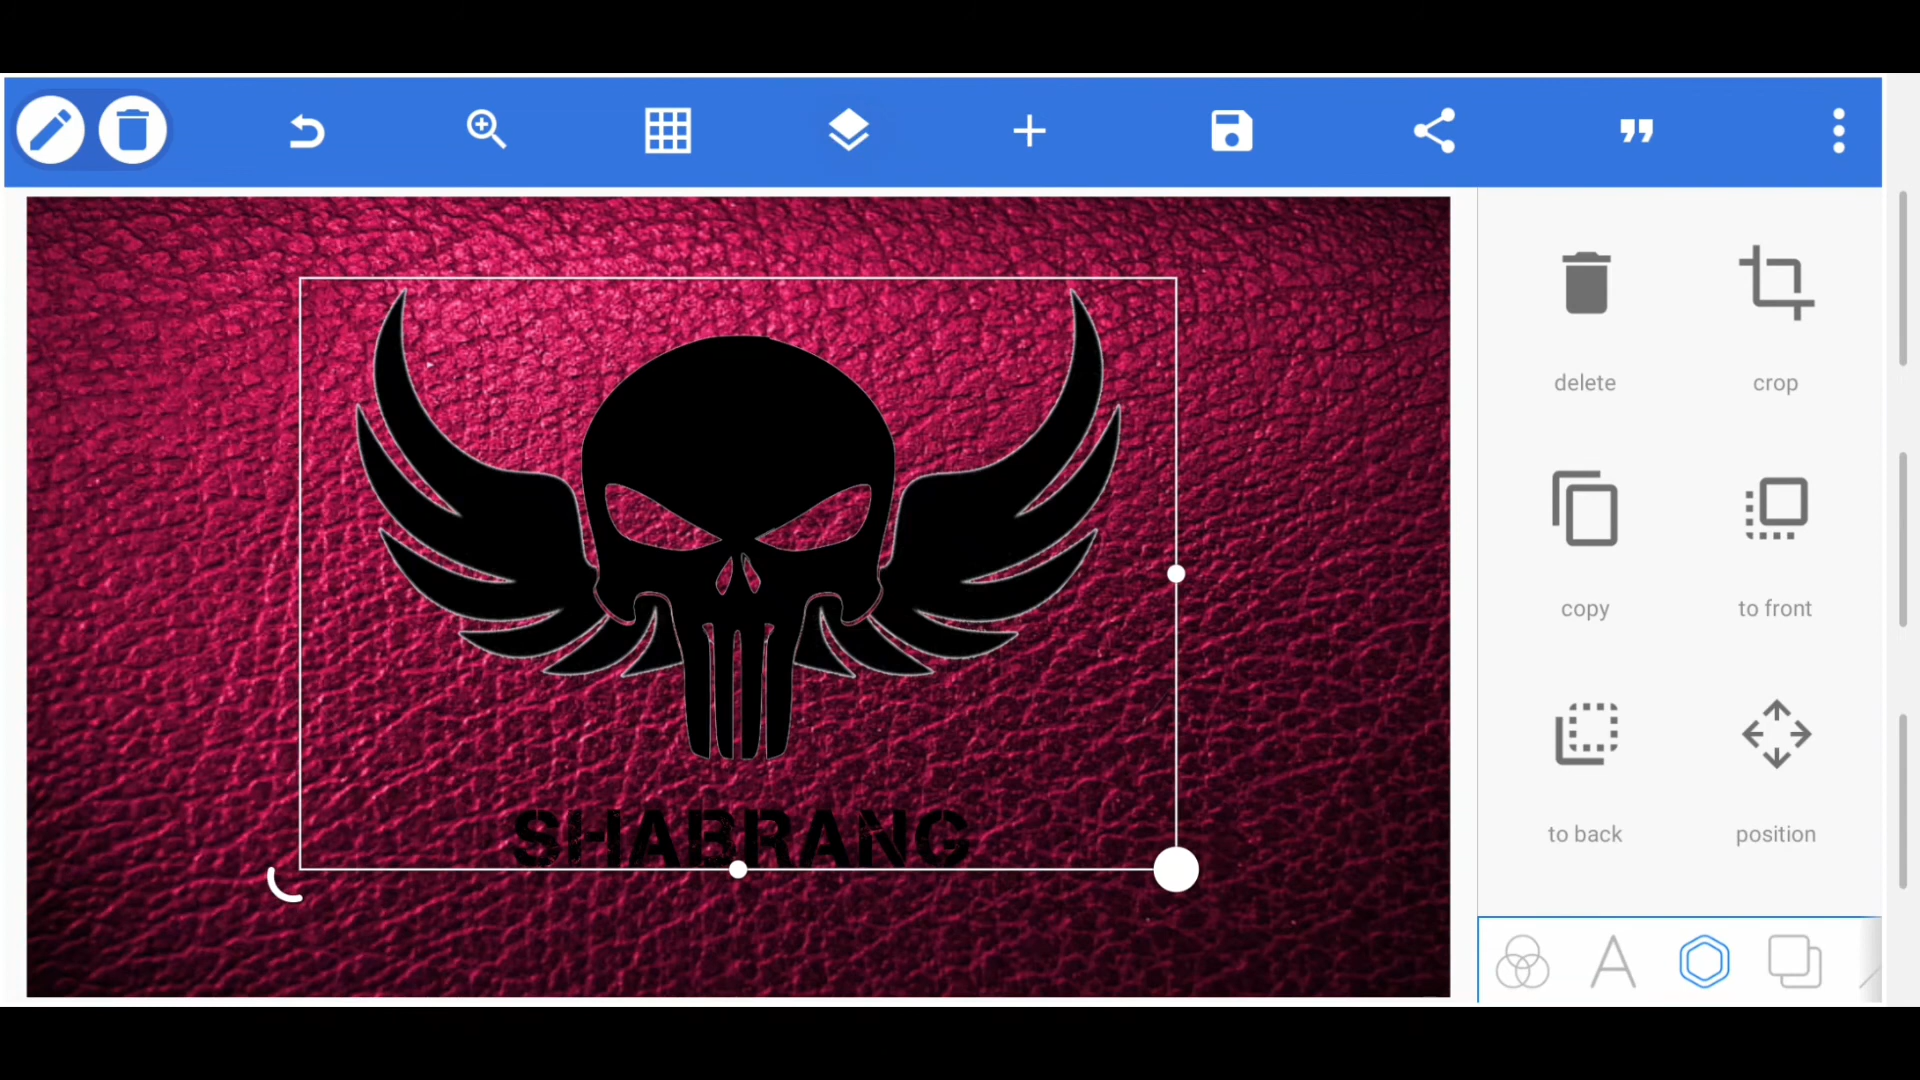 delete
crop
copy
to front
SHABRANG
to back
position